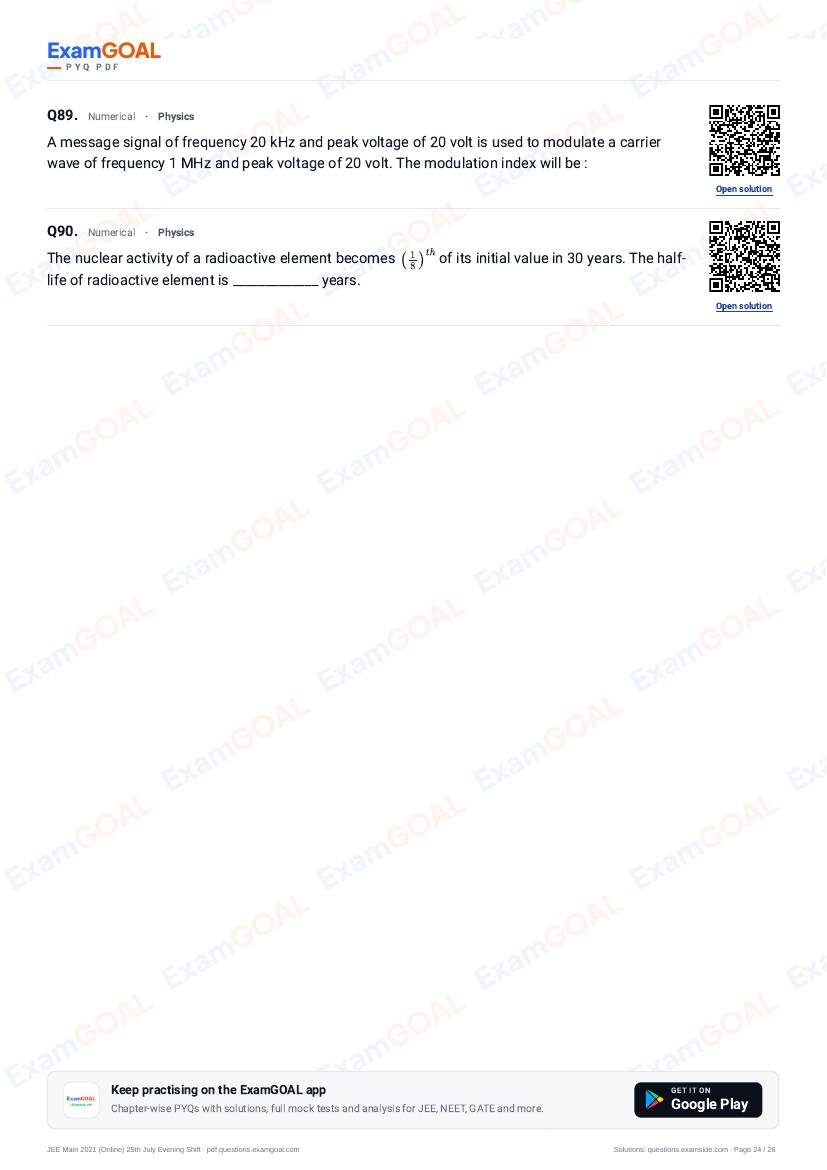 ExamGOAL
PYQ PDF
Q89. Numerical · Physics
A message signal of frequency 20 kHz and peak voltage of 20 volt is used to modulate a carrier
wave of frequency 1 MHz and peak voltage of 20 volt. The modulation index will be :
Open solution
Q90. Numerical · Physics
The nuclear activity of a radioactive element becomes (1/8)^th of its initial value in 30 years. The half-
life of radioactive element is _____________ years.
Open solution
Keep practising on the ExamGOAL app
Chapter-wise PYQs with solutions, full mock tests and analysis for JEE, NEET, GATE and more.
GET IT ON
Google Play
JEE Main 2021 (Online) 25th July Evening Shift · pdf.questions.examgoal.com
Solutions: questions.examside.com · Page 24 / 26